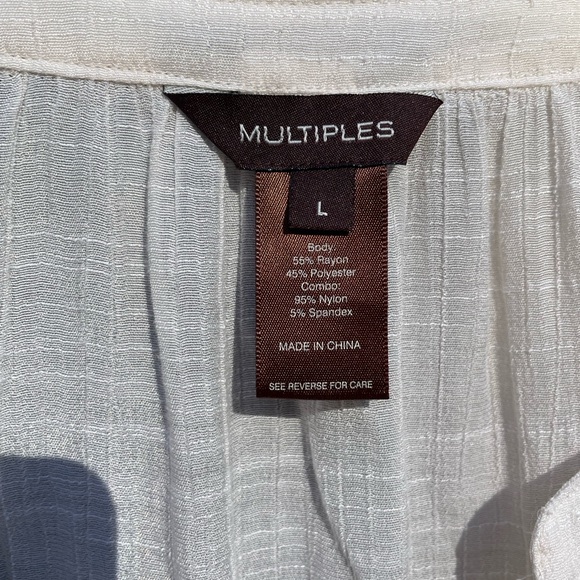 MULTIPLES
L
Body:
55% Rayon
45% Polyester
Combo:
95% Nylon
5% Spandex
MADE IN CHINA
SEE REVERSE FOR CARE